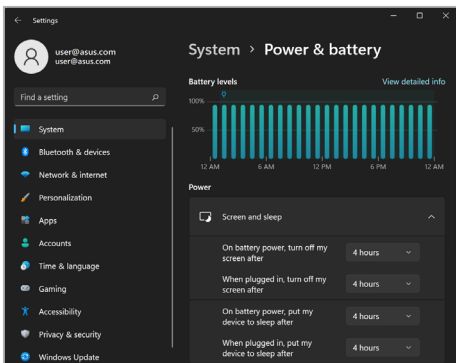 Settings
user@asus.com
user@asus.com
Find a setting
System
Bluetooth & devices
Network & internet
Personalization
Apps
Accounts
Time & language
Gaming
Accessibility
Privacy & security
Windows Update
System > Power & battery
Battery levels
View detailed info
100%
50%
12 AM 6 AM 12 PM 6 PM 12 AM
Power
Screen and sleep
On battery power, turn off my
screen after
4 hours
When plugged in, turn off my
screen after
4 hours
On battery power, put my
device to sleep after
4 hours
When plugged in, put my
device to sleep after
4 hours